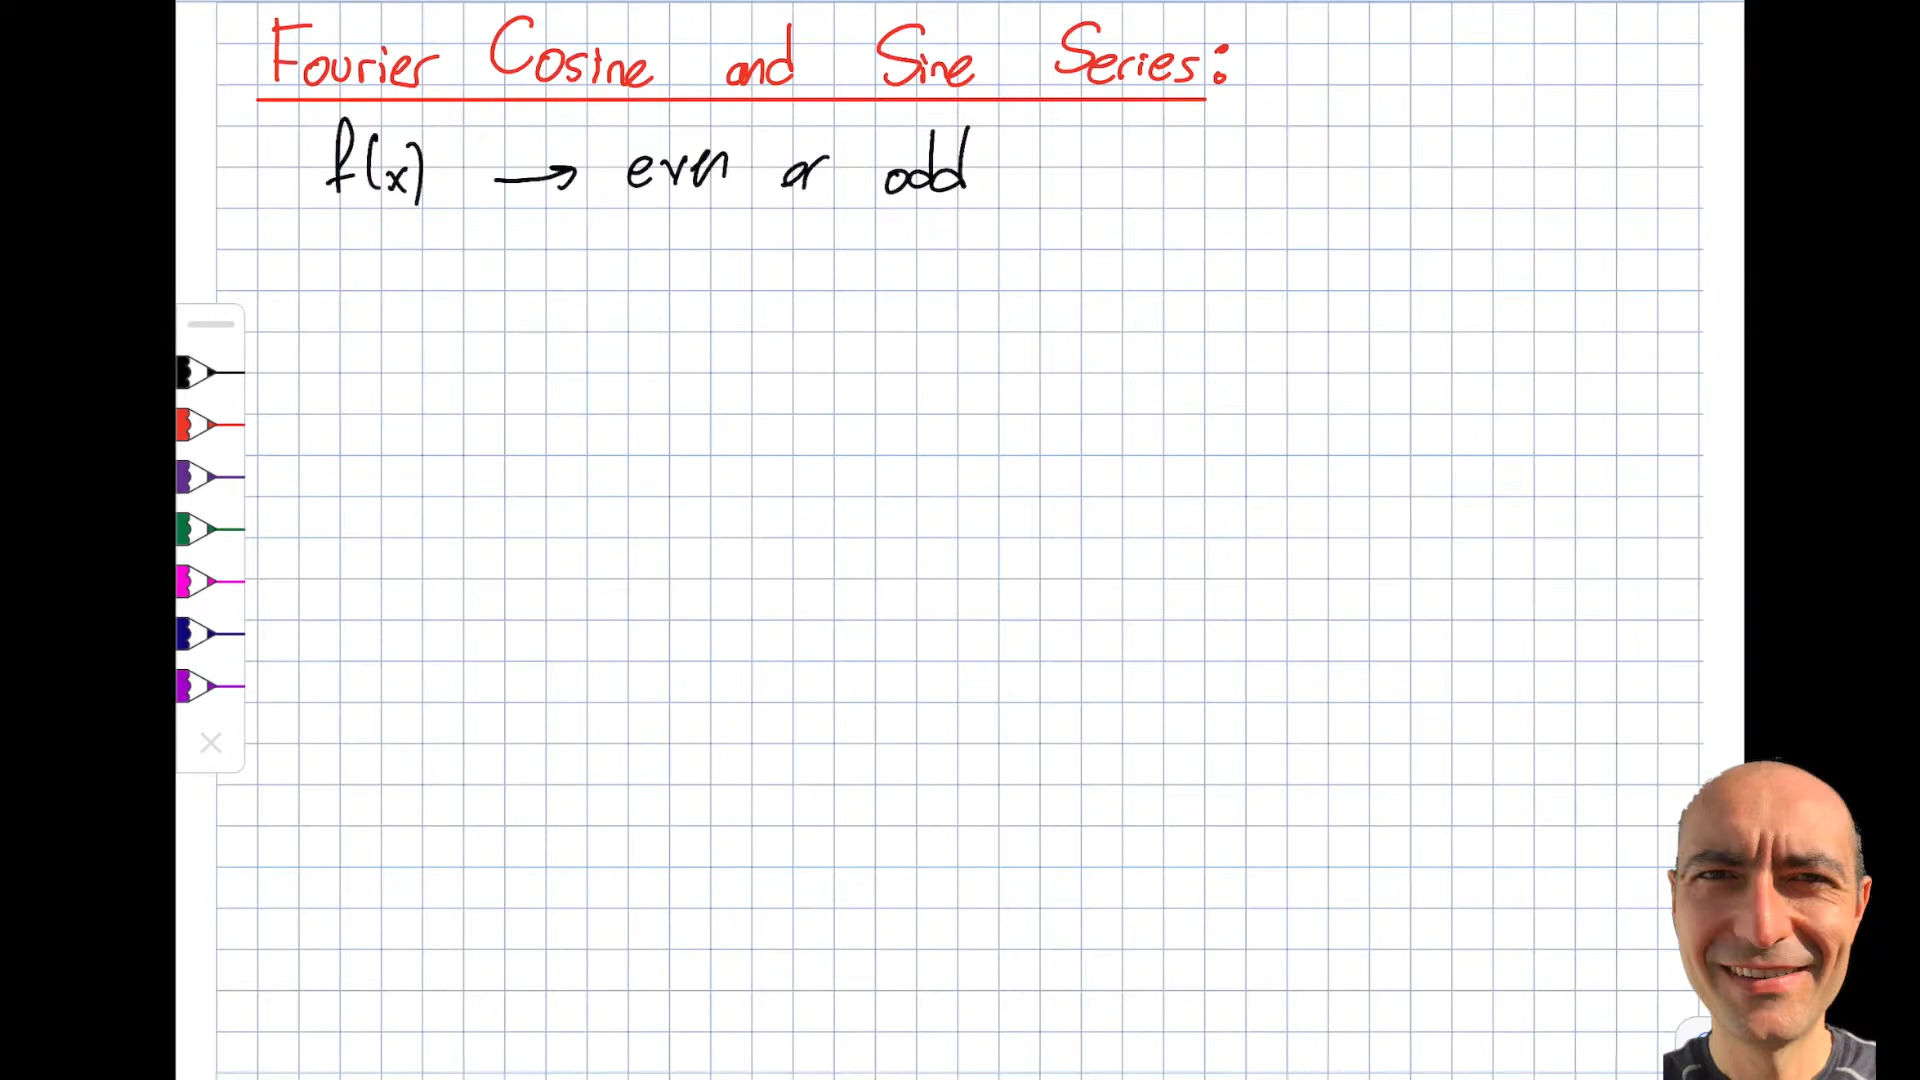 Fourier Cosine and Sine Series:
f(x) → even or odd